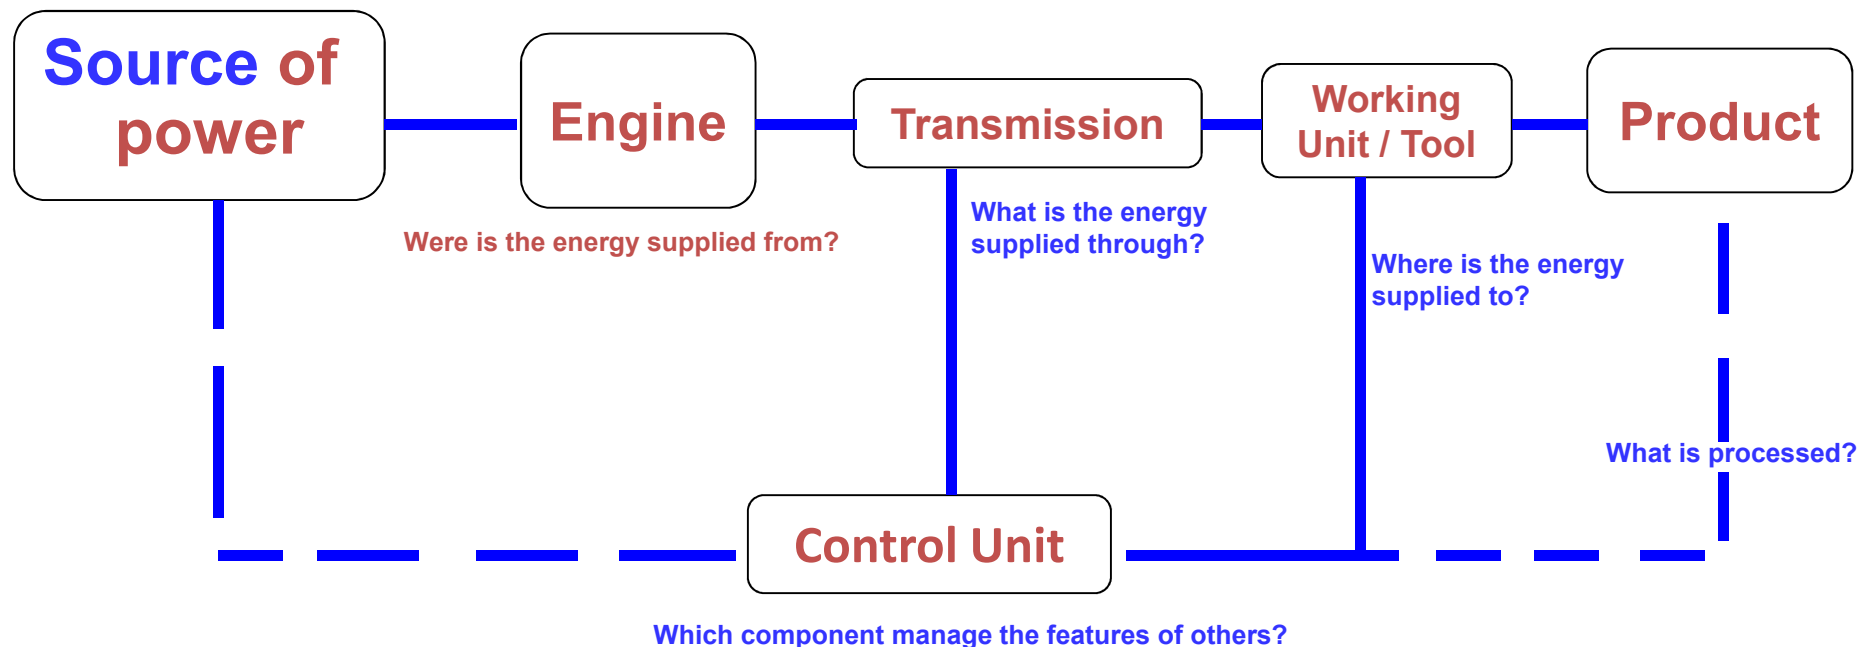 Source of
power
Engine
Transmission
Working
Unit / Tool
Product
Were is the energy supplied from?
What is the energy
supplied through?
Where is the energy
supplied to?
What is processed?
Control Unit
Which component manage the features of others?